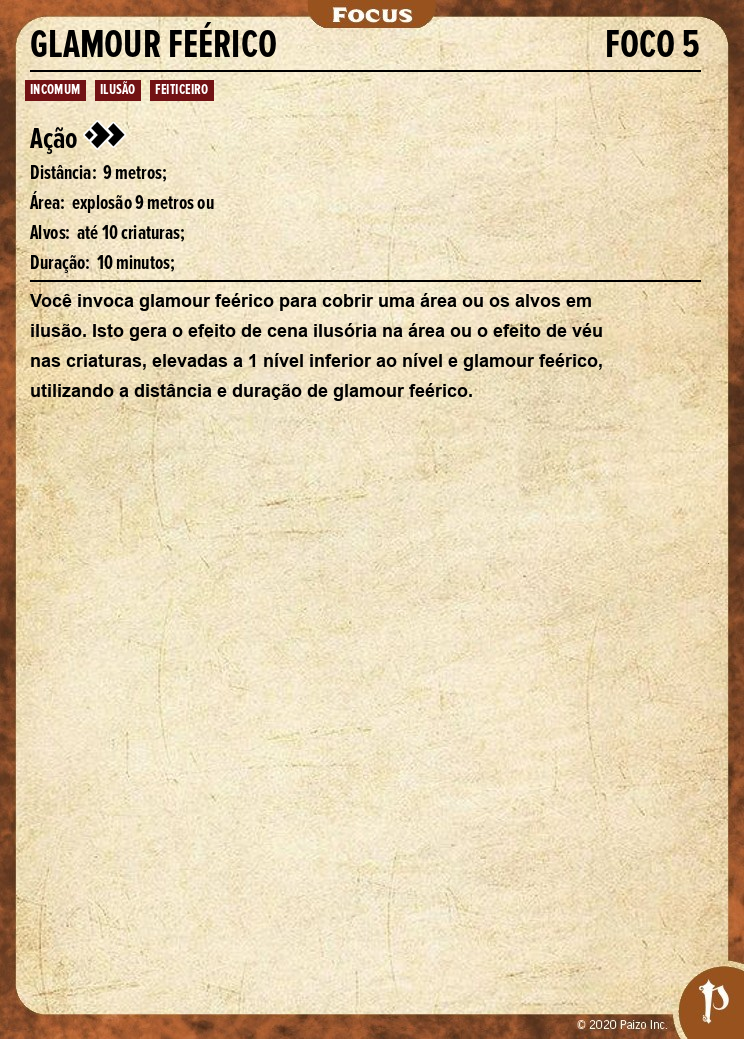 Focus
GLAMOUR FEÉRICO FOCO 5
INCOMUM ILUSÃO FEITICEIRO
Ação
Distância: 9 metros;
Área: explosão 9 metros ou
Alvos: até 10 criaturas;
Duração: 10 minutos;
Você invoca glamour feérico para cobrir uma área ou os alvos em
ilusão. Isto gera o efeito de cena ilusória na área ou o efeito de véu
nas criaturas, elevadas a 1 nível inferior ao nível e glamour feérico,
utilizando a distância e duração de glamour feérico.
© 2020 Paizo Inc.
P